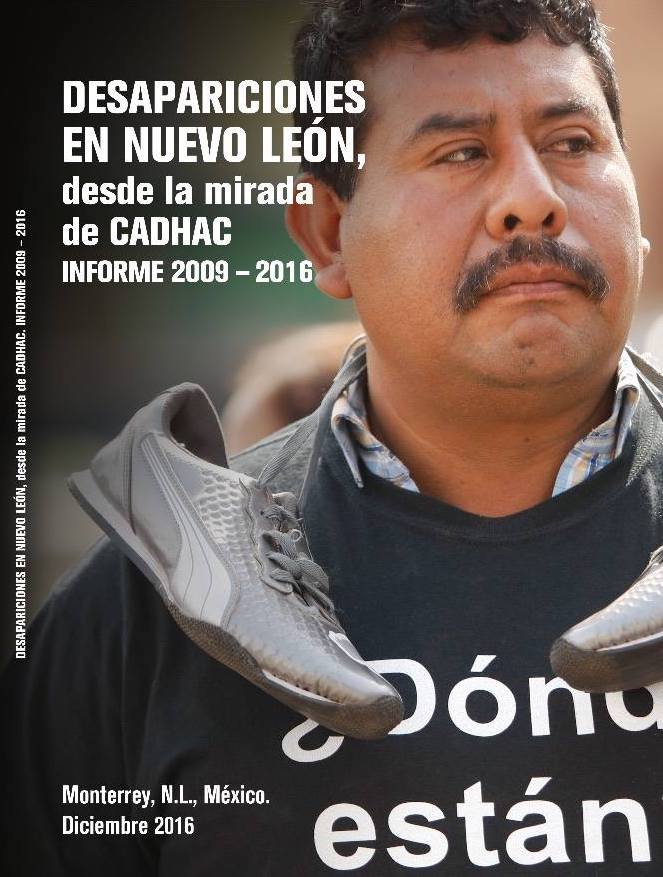 DESAPARICIONES
EN NUEVO LEÓN,
desde la mirada
de CADHAC
INFORME 2009 – 2016
DESAPARICIONES EN NUEVO LEÓN, desde la mirada de CADHAC. INFORME 2009 – 2016
¿Dónd
están
Monterrey, N.L., México.
Diciembre 2016